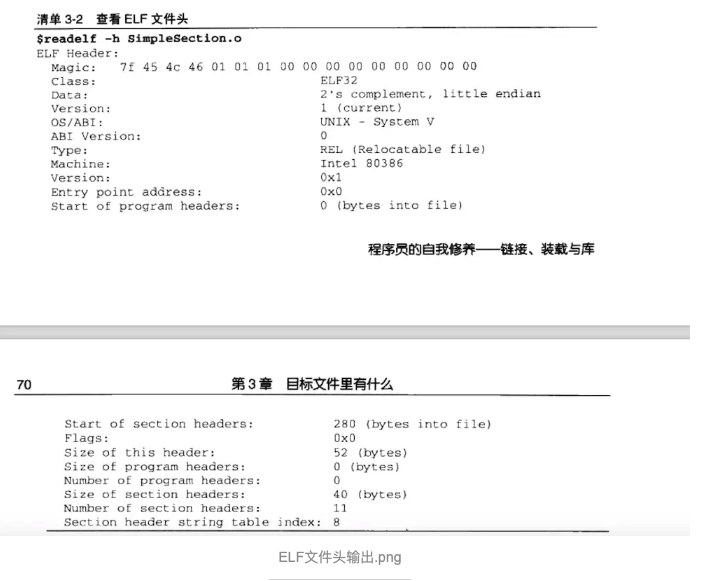 清单 3-2 查看 ELF 文件头
$readelf -h SimpleSection.o
ELF Header:
Magic: 7f 45 4c 46 01 01 01 00 00 00 00 00 00 00 00 00
Class: ELF32
Data: 2's complement, little endian
Version: 1 (current)
OS/ABI: UNIX - System V
ABI Version: 0
Type: REL (Relocatable file)
Machine: Intel 80386
Version: 0x1
Entry point address: 0x0
Start of program headers: 0 (bytes into file)
程序员的自我修养——链接、装载与库
70 第 3 章 目标文件里有什么
Start of section headers: 280 (bytes into file)
Flags: 0x0
Size of this header: 52 (bytes)
Size of program headers: 0 (bytes)
Number of program headers: 0
Size of section headers: 40 (bytes)
Number of section headers: 11
Section header string table index: 8
ELF文件头输出.png